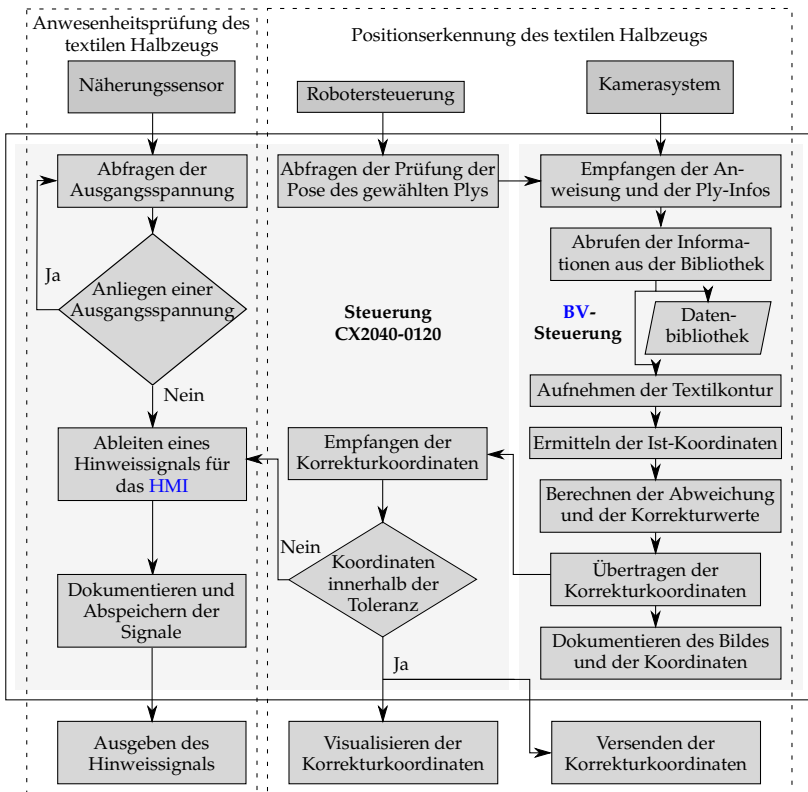 Anwesenheitsprüfung des
textilen Halbzeugs
Positionserkennung des textilen Halbzeugs
Näherungssensor
Robotersteuerung
Kamerasystem
Abfragen der
Ausgangsspannung
Abfragen der Prüfung der
Pose des gewählten Plys
Empfangen der An-
weisung und der Ply-Infos
Abrufen der Informa-
tionen aus der Bibliothek
Ja
Anliegen einer
Ausgangsspannung
Steuerung
CX2040-0120
BV-
Steuerung
Daten-
bibliothek
Nein
Aufnehmen der Textilkontur
Ableiten eines
Hinweissignals für
das HMI
Empfangen der
Korrekturkoordinaten
Ermitteln der Ist-Koordinaten
Berechnen der Abweichung
und der Korrekturwerte
Nein
Koordinaten
innerhalb der
Toleranz
Übertragen der
Korrekturkoordinaten
Dokumentieren und
Abspeichern der
Signale
Dokumentieren des Bildes
und der Koordinaten
Ja
Ausgeben des
Hinweissignals
Visualisieren der
Korrekturkoordinaten
Versenden der
Korrekturkoordinaten